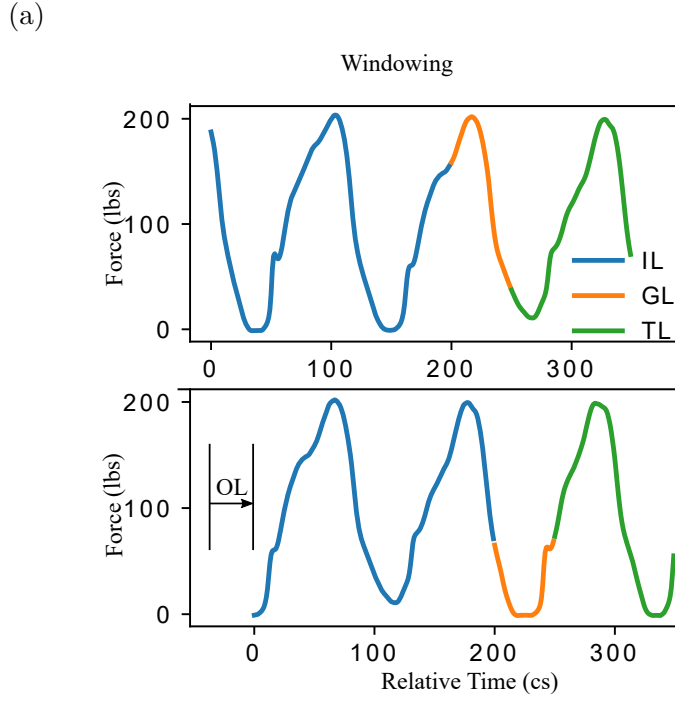 (a)
Windowing
Force (lbs)
200
100
0
IL
GL
TL
0 100 200 300
Force (lbs)
200
100
0
OL
0 100 200 300
Relative Time (cs)